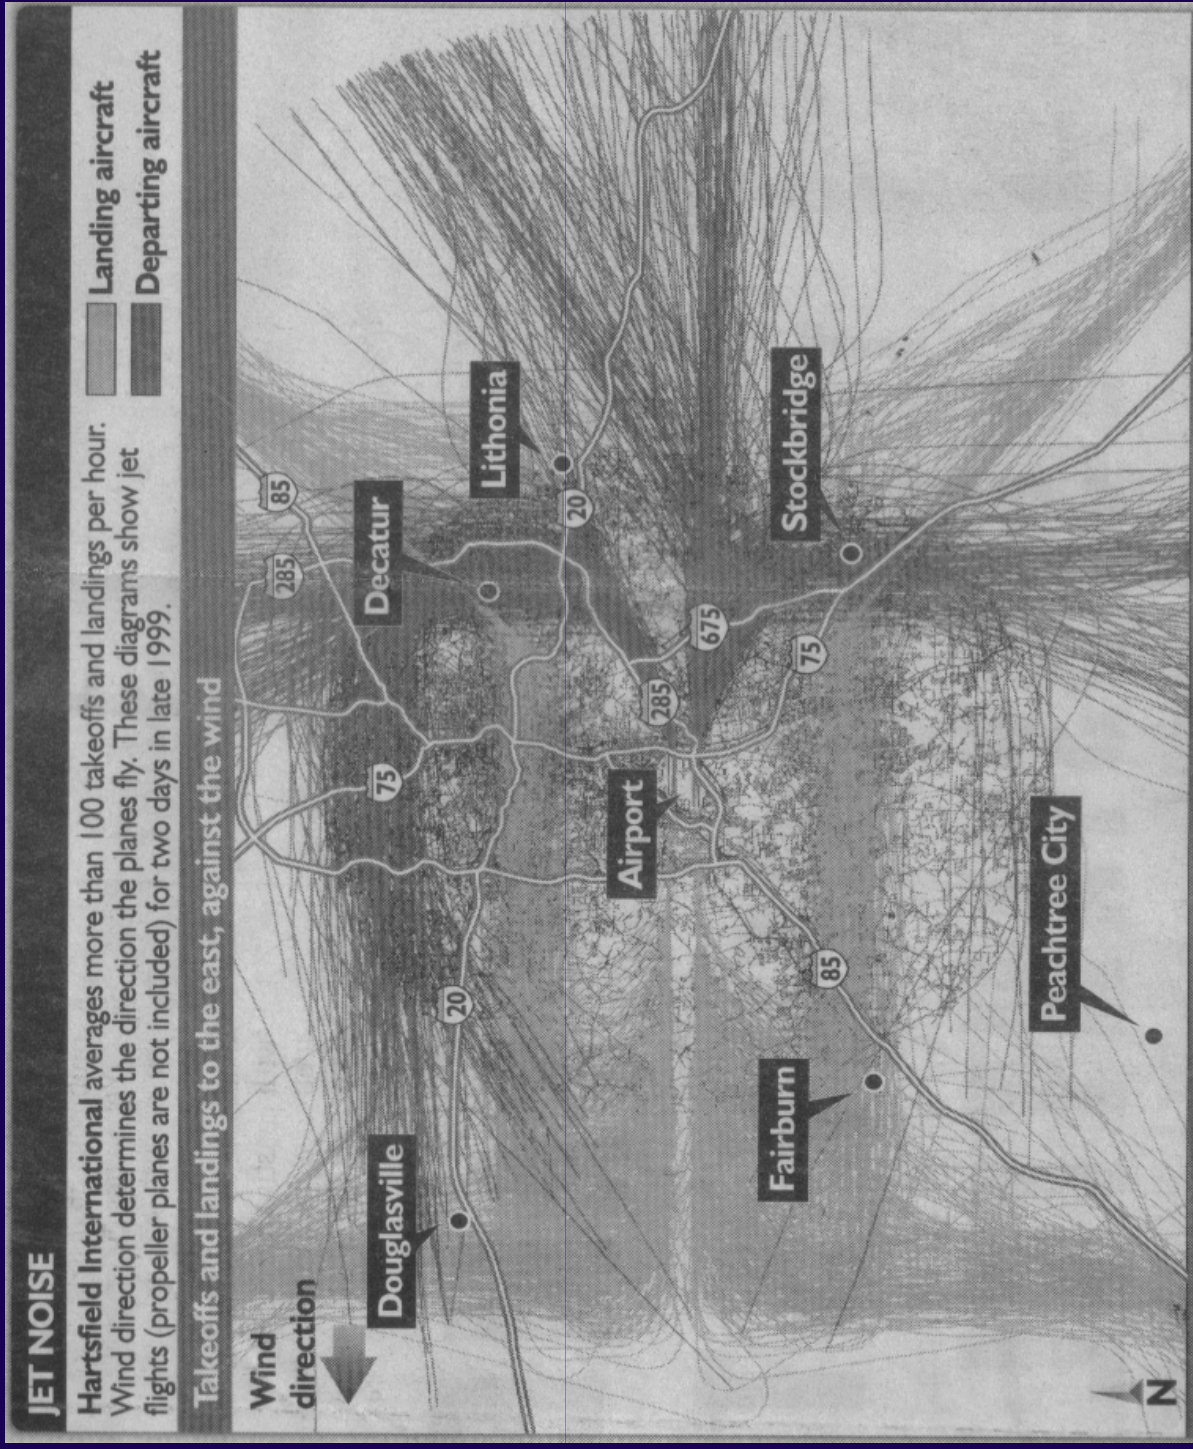 JET NOISE
Hartsfield International averages more than 100 takeoffs and landings per hour.
Wind direction determines the direction the planes fly. These diagrams show jet
flights (propeller planes are not included) for two days in late 1999.
Landing aircraft
Departing aircraft
Takeoffs and landings to the east, against the wind
Wind
direction
285
85
75
Decatur
Douglasville
20
20
Lithonia
Airport
285
675
75
Stockbridge
85
Fairburn
Peachtree City
N